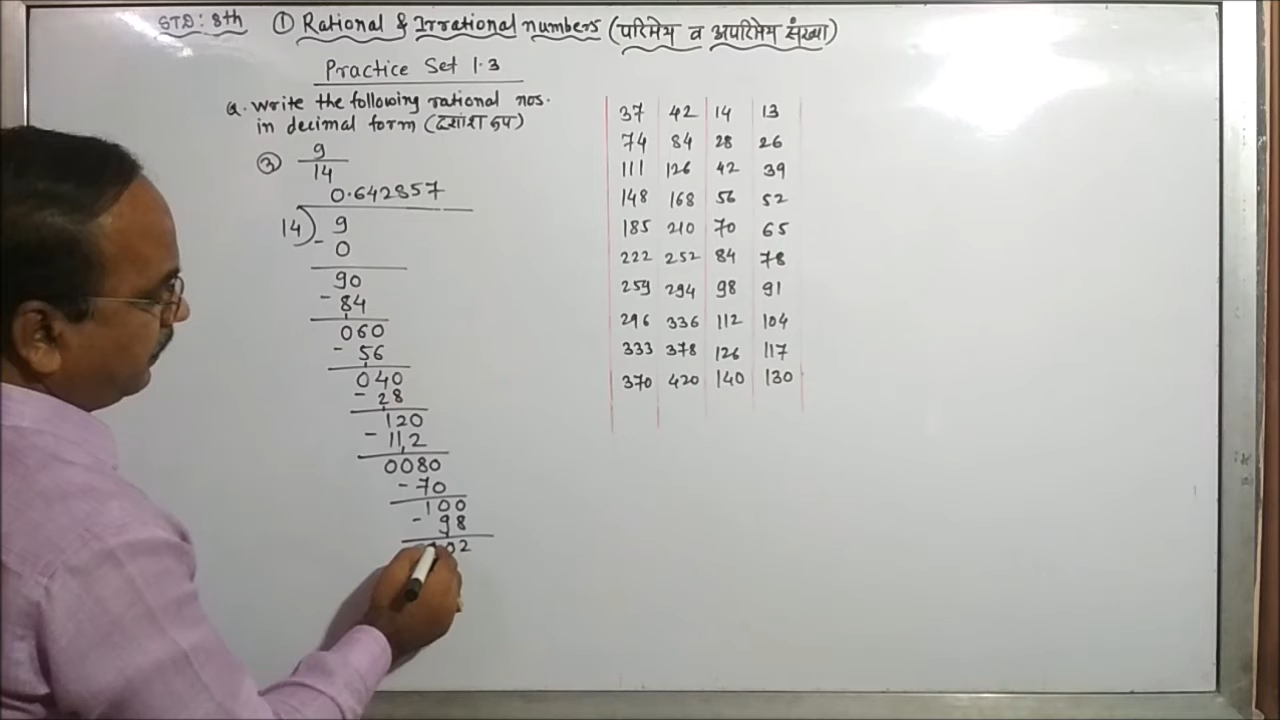 STD: 8th ① Rational & Irrational numbers (परिमेय व अपरिमेय संख्या)
Practice Set 1.3
Q. Write the following rational nos.
in decimal form (दशांश रुप)
③ 9
14
0.642857
14) 9
- 0
90
- 84
060
- 56
040
- 28
120
- 112
0080
- 70
100
- 98
02
37 42 14 13
74 84 28 26
111 126 42 39
148 168 56 52
185 210 70 65
222 252 84 78
259 294 98 91
296 336 112 104
333 378 126 117
370 420 140 130